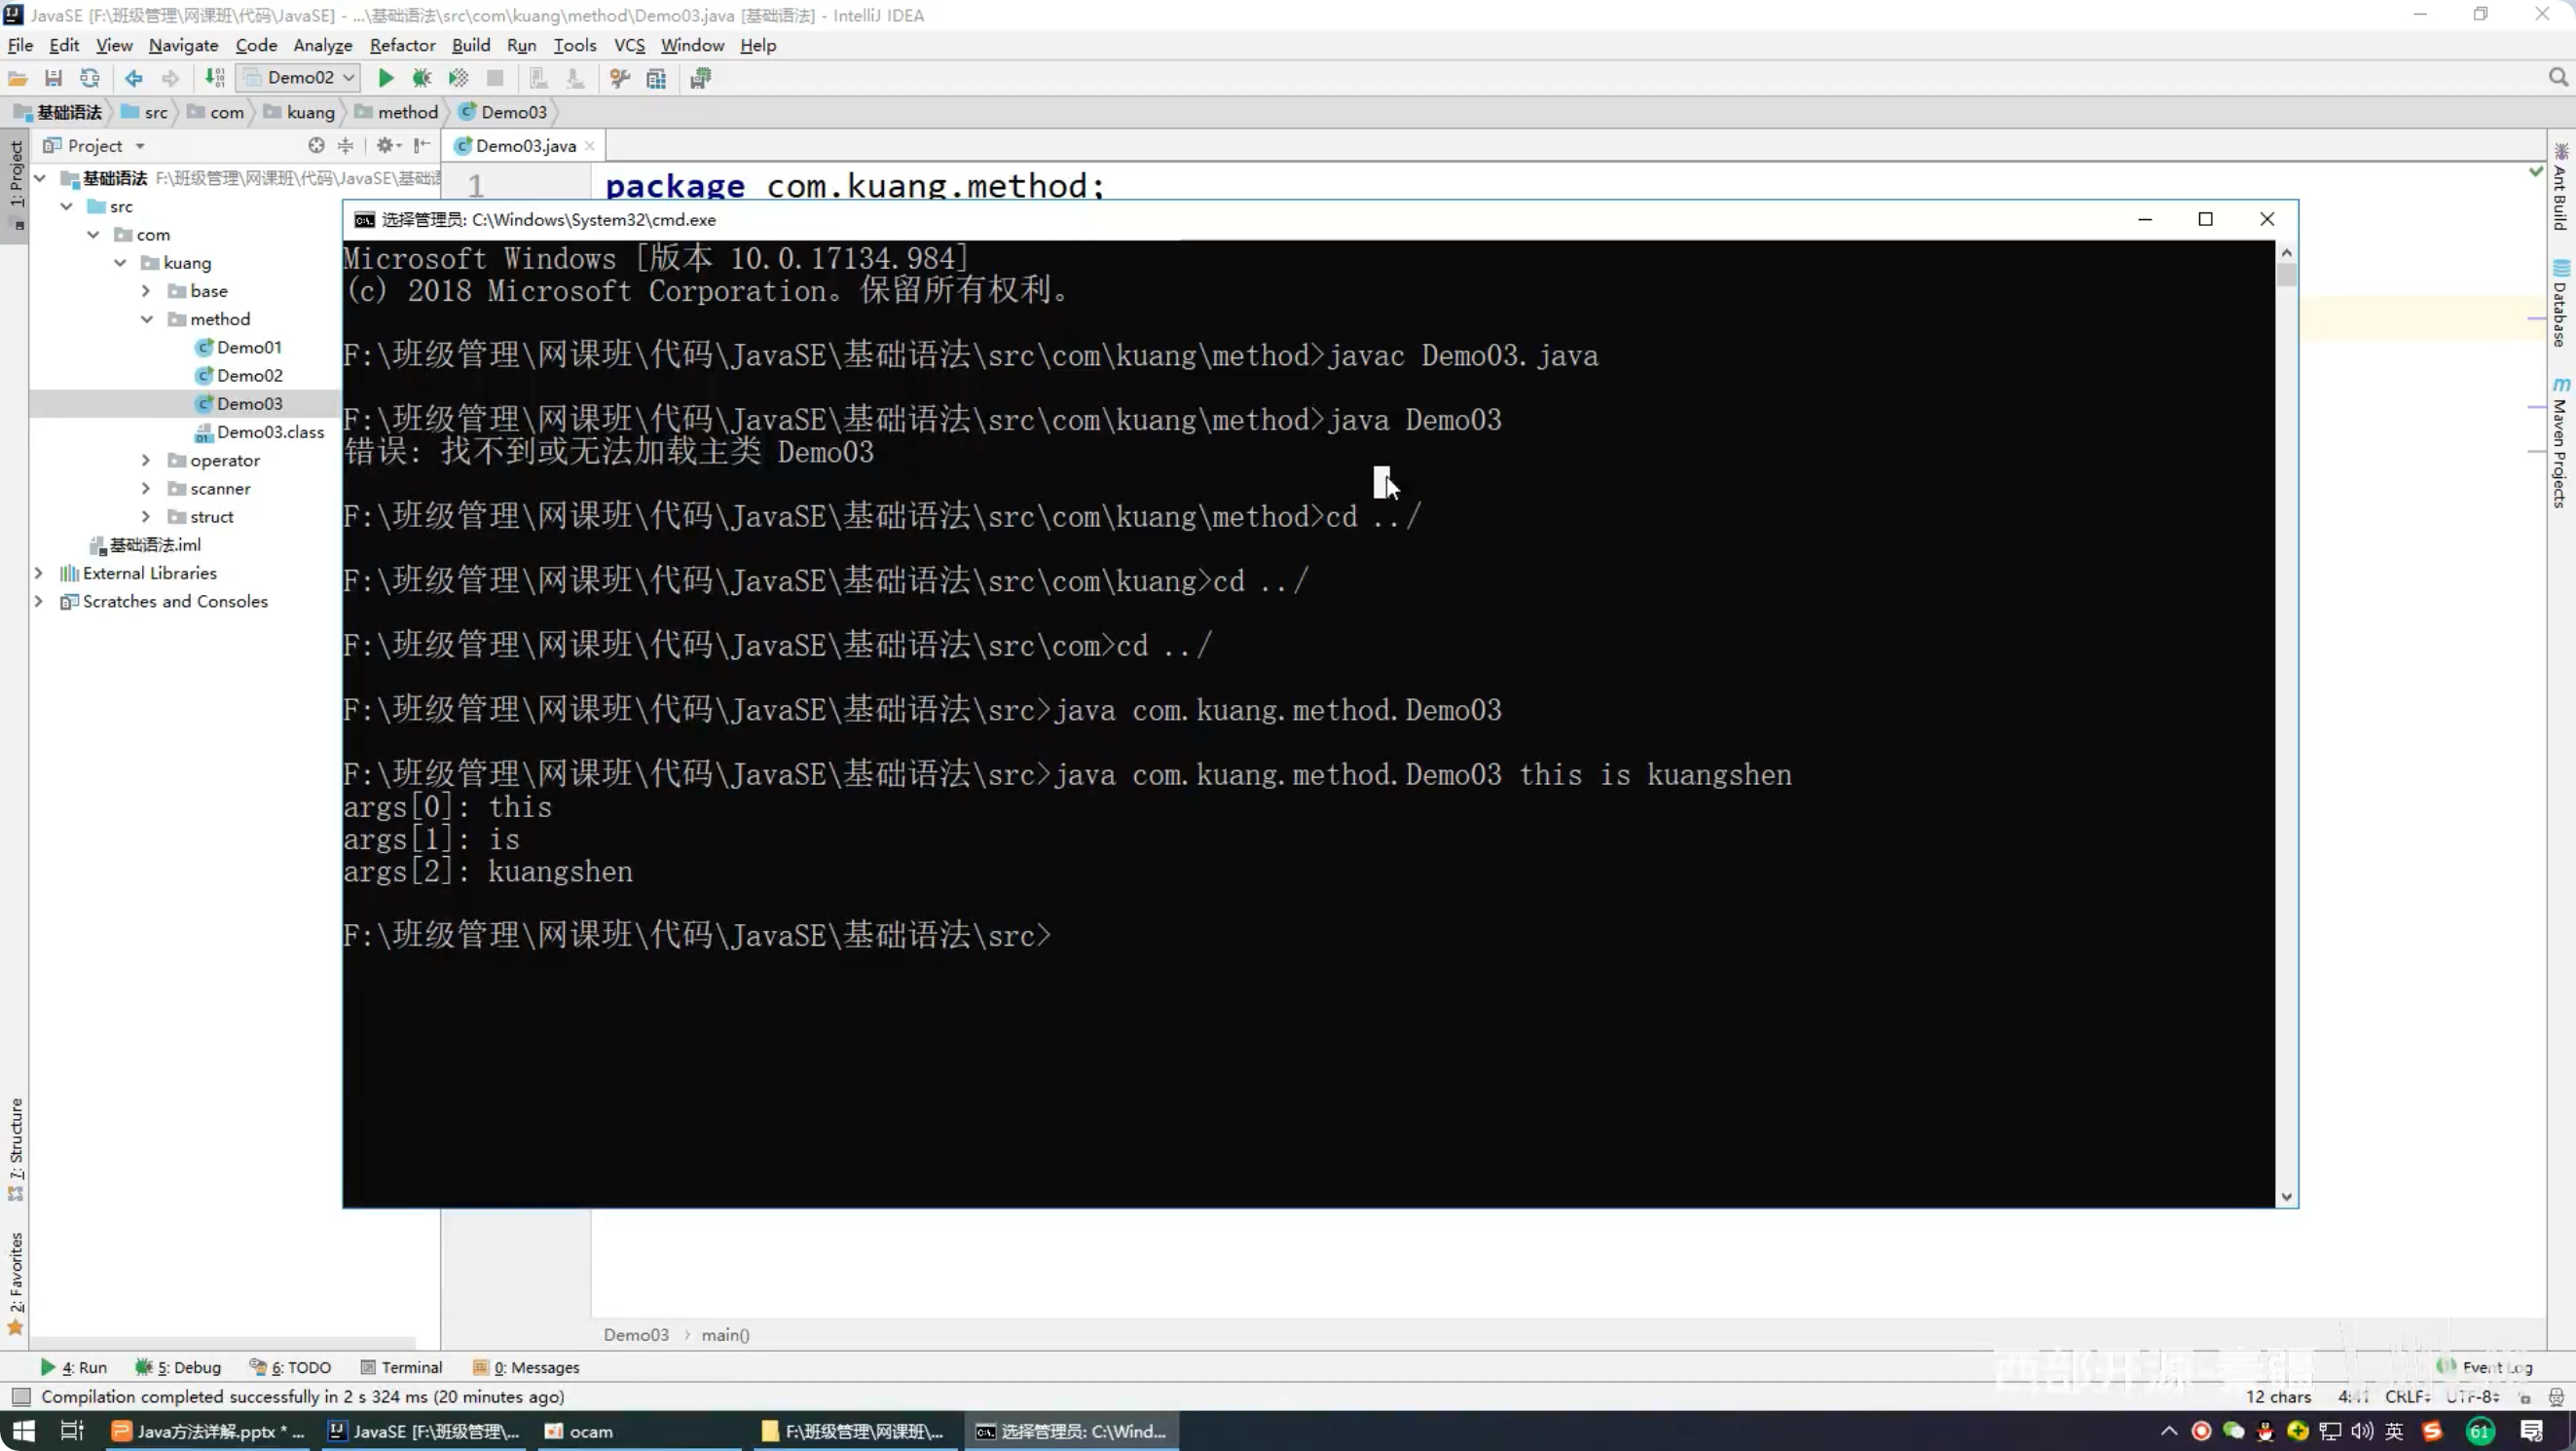 JavaSE [F:\班级管理\网课班\代码\JavaSE] - ...\基础语法\src\com\kuang\method\Demo03.java [基础语法] - IntelliJ IDEA
File Edit View Navigate Code Analyze Refactor Build Run Tools VCS Window Help
Demo02
基础语法 src com kuang method Demo03
1: Project
Project
Demo03.java
基础语法 F:\班级管理\网课班\代码\JavaSE\基础语
src
com
kuang
base
method
Demo01
Demo02
Demo03
Demo03.class
operator
scanner
struct
基础语法.iml
External Libraries
Scratches and Consoles
1 package com.kuang.method;
选择管理员: C:\Windows\System32\cmd.exe
Microsoft Windows [版本 10.0.17134.984]
(c) 2018 Microsoft Corporation。保留所有权利。
F:\班级管理\网课班\代码\JavaSE\基础语法\src\com\kuang\method>javac Demo03.java
F:\班级管理\网课班\代码\JavaSE\基础语法\src\com\kuang\method>java Demo03
错误: 找不到或无法加载主类 Demo03
F:\班级管理\网课班\代码\JavaSE\基础语法\src\com\kuang\method>cd ../
F:\班级管理\网课班\代码\JavaSE\基础语法\src\com\kuang>cd ../
F:\班级管理\网课班\代码\JavaSE\基础语法\src\com>cd ../
F:\班级管理\网课班\代码\JavaSE\基础语法\src>java com.kuang.method.Demo03
F:\班级管理\网课班\代码\JavaSE\基础语法\src>java com.kuang.method.Demo03 this is kuangshen
args[0]: this
args[1]: is
args[2]: kuangshen
F:\班级管理\网课班\代码\JavaSE\基础语法\src>
Ant Build
Database
Maven Projects
7: Structure
2: Favorites
Demo03 › main()
4: Run 5: Debug 6: TODO Terminal 0: Messages
Event Log
西部开源-秦疆
Compilation completed successfully in 2 s 324 ms (20 minutes ago)
12 chars 4:41 CRLF UTF-8
Java方法详解.pptx * ... JavaSE [F:\班级管理\... ocam F:\班级管理\网课班\... 选择管理员: C:\Wind...
英 61